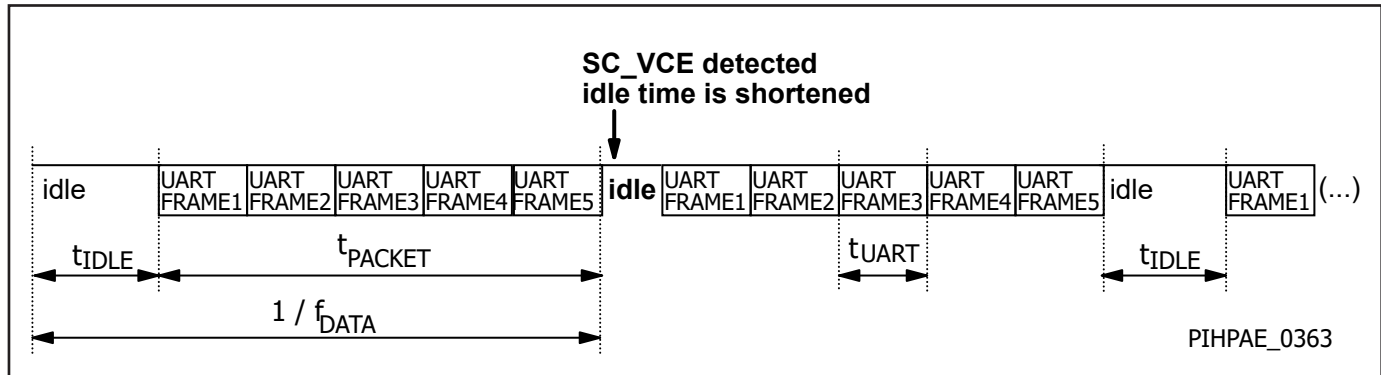 SC_VCE detected
idle time is shortened
idle UART UART UART UART UART idle UART UART UART UART UART idle UART
FRAME1 FRAME2 FRAME3 FRAME4 FRAME5 FRAME1 FRAME2 FRAME3 FRAME4 FRAME5 FRAME1 (...)
tIDLE tPACKET tUART tIDLE
1 / fDATA
PIHPAE_0363